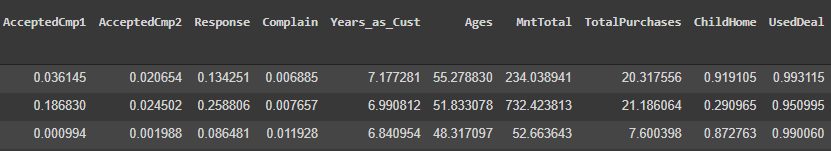 AcceptedCmp1 AcceptedCmp2 Response Complain Years_as_Cust Ages MntTotal TotalPurchases ChildHome UsedDeal
0.036145 0.020654 0.134251 0.006885 7.177281 55.278830 234.038941 20.317556 0.919105 0.993115
0.186830 0.024502 0.258806 0.007657 6.990812 51.833078 732.423813 21.186064 0.290965 0.950995
0.000994 0.001988 0.086481 0.011928 6.840954 48.317097 52.663643 7.600398 0.872763 0.990060